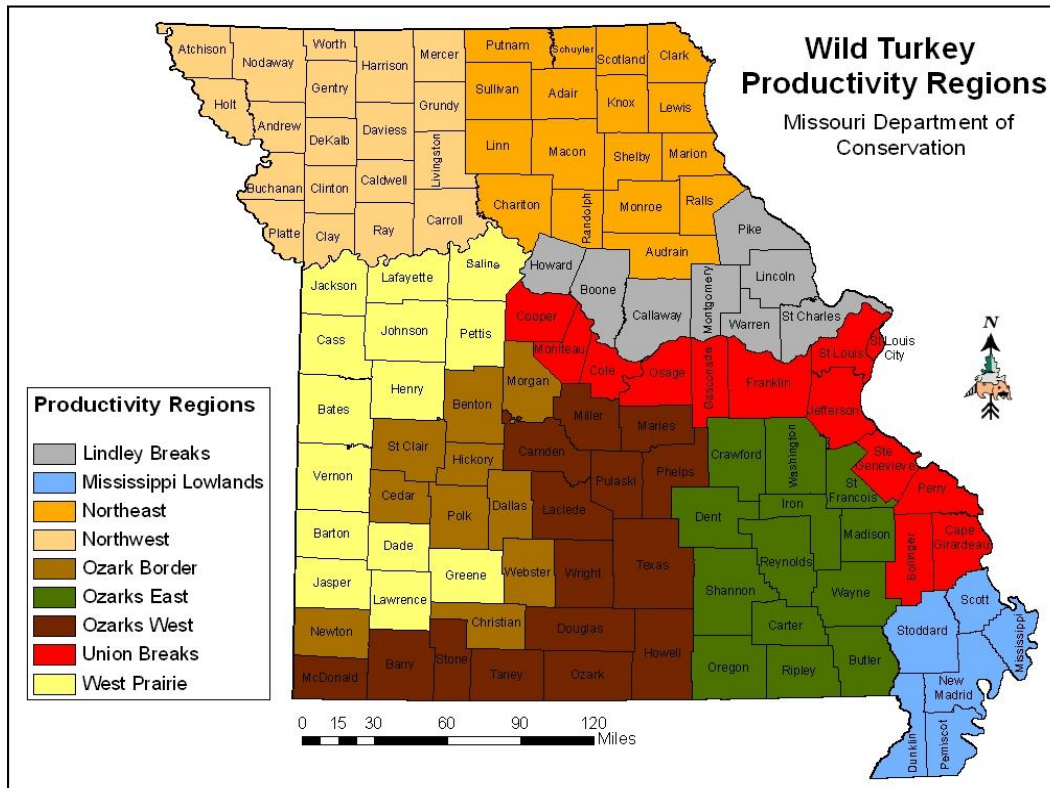 Wild Turkey
Productivity Regions
Missouri Department of
Conservation
Atchison
Nodaway
Worth
Harrison
Mercer
Putnam
Schuyler
Scotland
Clark
Holt
Gentry
Sullivan
Adair
Knox
Lewis
Andrew
DeKalb
Daviess
Grundy
Livingston
Linn
Macon
Shelby
Marion
Buchanan
Clinton
Caldwell
Chariton
Randolph
Monroe
Ralls
Platte
Clay
Ray
Carroll
Audrain
Pike
Jackson
Lafayette
Saline
Howard
Boone
Callaway
Montgomery
Lincoln
Warren
St Charles
Cass
Johnson
Pettis
Cooper
Moniteau
Cole
Osage
Gasconade
Franklin
St Louis
St Louis
City
Jefferson
Bates
Henry
Benton
Morgan
Miller
Maries
St Clair
Hickory
Camden
Pulaski
Phelps
Crawford
Washington
Ste
Genevieve
St
Francois
Perry
Vernon
Cedar
Polk
Dallas
Laclede
Dent
Iron
Madison
Bollinger
Cape
Girardeau
Barton
Dade
Greene
Webster
Wright
Texas
Reynolds
Shannon
Wayne
Jasper
Lawrence
Christian
Douglas
Howell
Carter
Scott
Stoddard
Mississippi
Newton
McDonald
Barry
Stone
Taney
Ozark
Oregon
Ripley
Butler
New
Madrid
Dunklin
Pemiscot
N
Productivity Regions
Lindley Breaks
Mississippi Lowlands
Northeast
Northwest
Ozark Border
Ozarks East
Ozarks West
Union Breaks
West Prairie
0 15 30 60 90 120
Miles